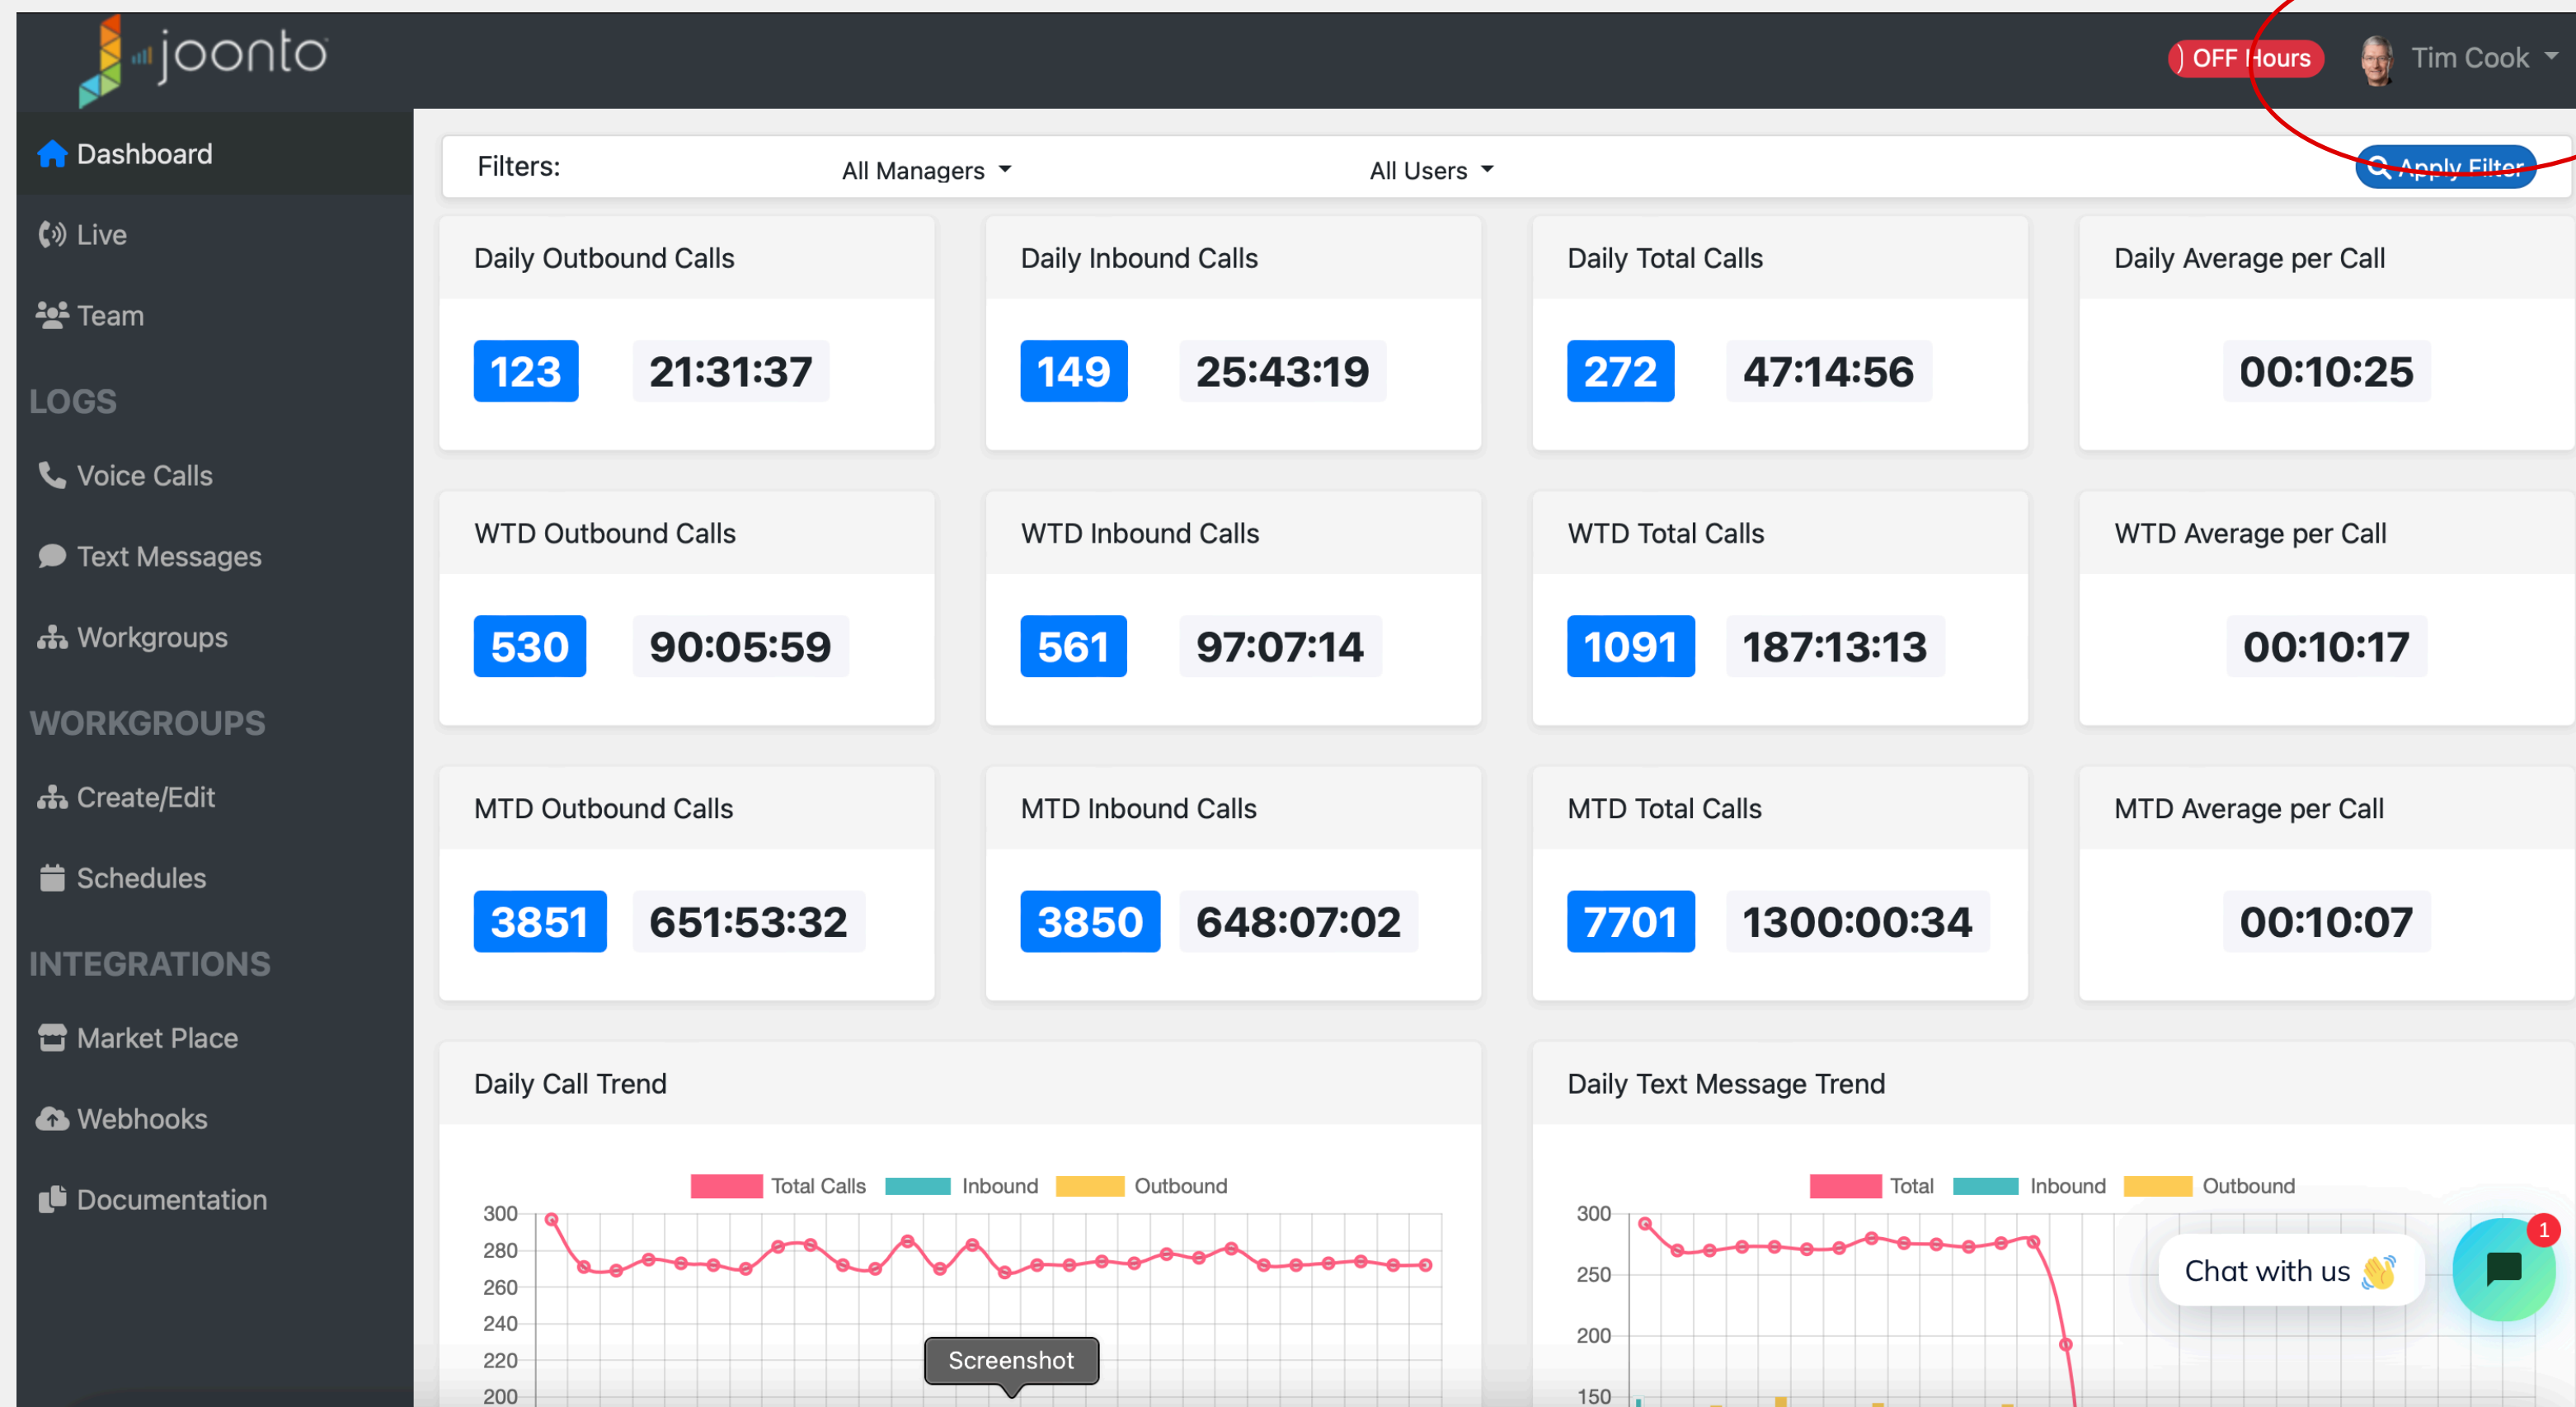 joonto
OFF Hours
Tim Cook
Dashboard
Live
Team
LOGS
Voice Calls
Text Messages
Workgroups
WORKGROUPS
Create/Edit
Schedules
INTEGRATIONS
Market Place
Webhooks
Documentation
Filters: All Managers All Users Apply Filter
Daily Outbound Calls
123 21:31:37
Daily Inbound Calls
149 25:43:19
Daily Total Calls
272 47:14:56
Daily Average per Call
00:10:25
WTD Outbound Calls
530 90:05:59
WTD Inbound Calls
561 97:07:14
WTD Total Calls
1091 187:13:13
WTD Average per Call
00:10:17
MTD Outbound Calls
3851 651:53:32
MTD Inbound Calls
3850 648:07:02
MTD Total Calls
7701 1300:00:34
MTD Average per Call
00:10:07
Daily Call Trend
Total Calls Inbound Outbound
300
280
260
240
220
200
Screenshot
Daily Text Message Trend
Total Inbound Outbound
300
250
200
150
Chat with us 👋
1